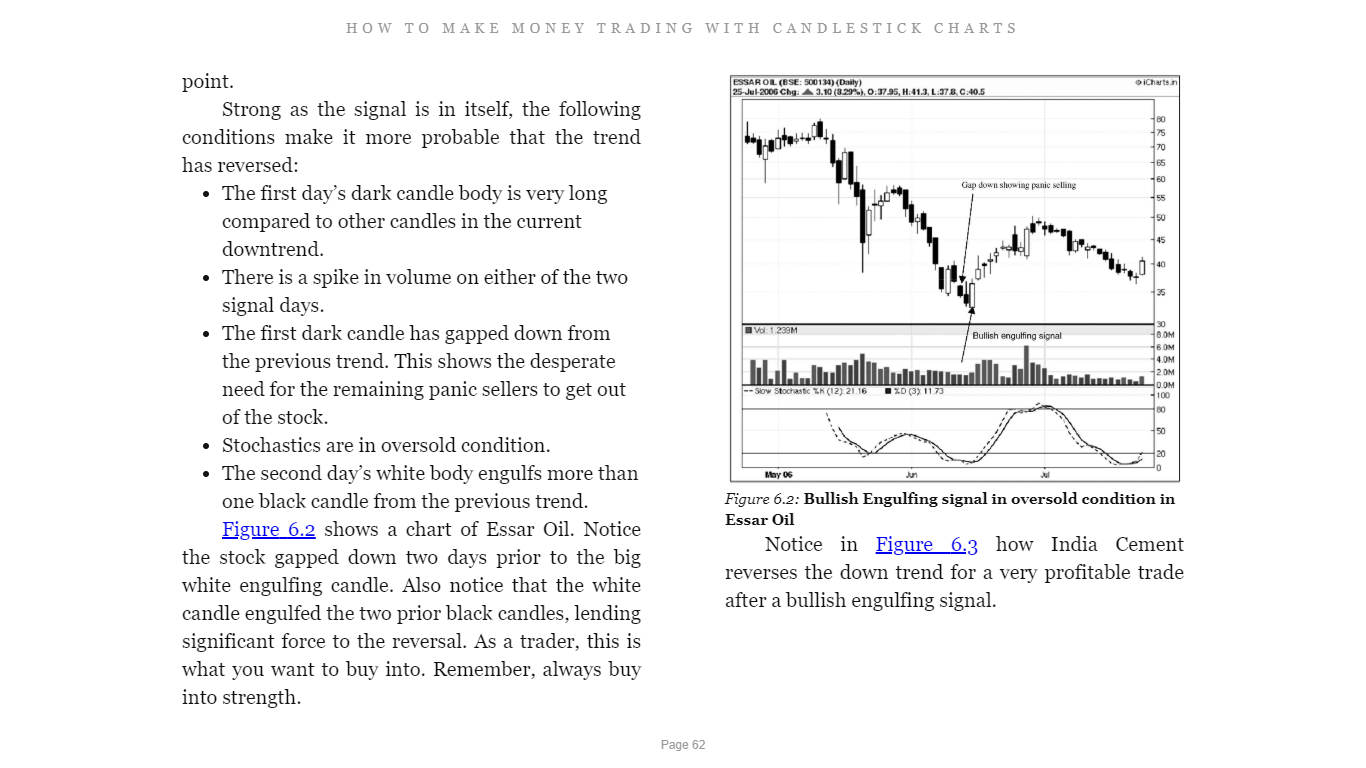 HOW TO MAKE MONEY TRADING WITH CANDLESTICK CHARTS
point.
Strong as the signal is in itself, the following
conditions make it more probable that the trend
has reversed:
• The first day’s dark candle body is very long
compared to other candles in the current
downtrend.
• There is a spike in volume on either of the two
signal days.
• The first dark candle has gapped down from
the previous trend. This shows the desperate
need for the remaining panic sellers to get out
of the stock.
• Stochastics are in oversold condition.
• The second day’s white body engulfs more than
one black candle from the previous trend.
Figure 6.2 shows a chart of Essar Oil. Notice
the stock gapped down two days prior to the big
white engulfing candle. Also notice that the white
candle engulfed the two prior black candles, lending
significant force to the reversal. As a trader, this is
what you want to buy into. Remember, always buy
into strength.
ESSAR OIL (BSE: 500134) (Daily)
iCharts.in
25-Jul-2006 Chg: 3.10 (8.29%), O:37.95, H:41.3, L:37.8, C:40.5
80
75
70
65
60
Gap down showing panic selling
55
50
45
40
35
30
Vol: 1.239M
Bullish engulfing signal
8.0M
6.0M
4.0M
2.0M
0.0M
Slow Stochastic %K (12): 21.16 %D (3): 11.73
100
80
50
20
0
May 06 Jun Jul
Figure 6.2: Bullish Engulfing signal in oversold condition in
Essar Oil
Notice in Figure 6.3 how India Cement
reverses the down trend for a very profitable trade
after a bullish engulfing signal.
Page 62